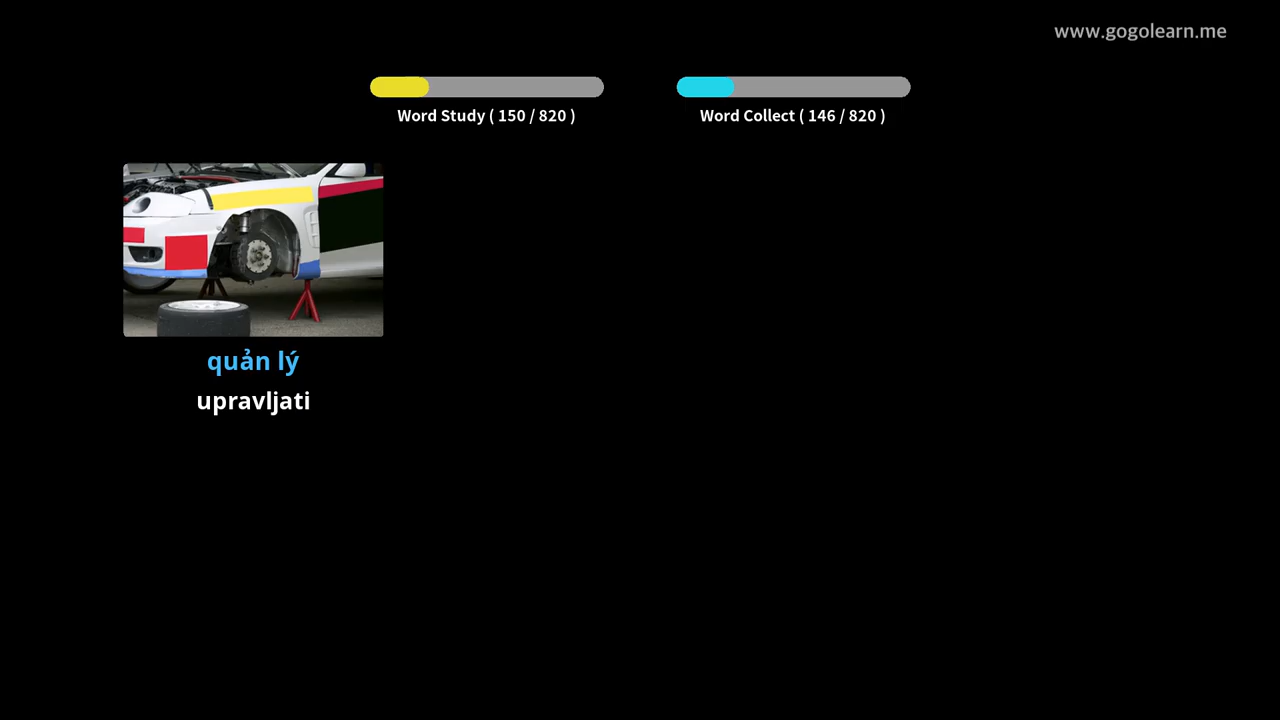 www.gogolearn.me
Word Study ( 150 / 820 )
Word Collect ( 146 / 820 )
quản lý
upravljati